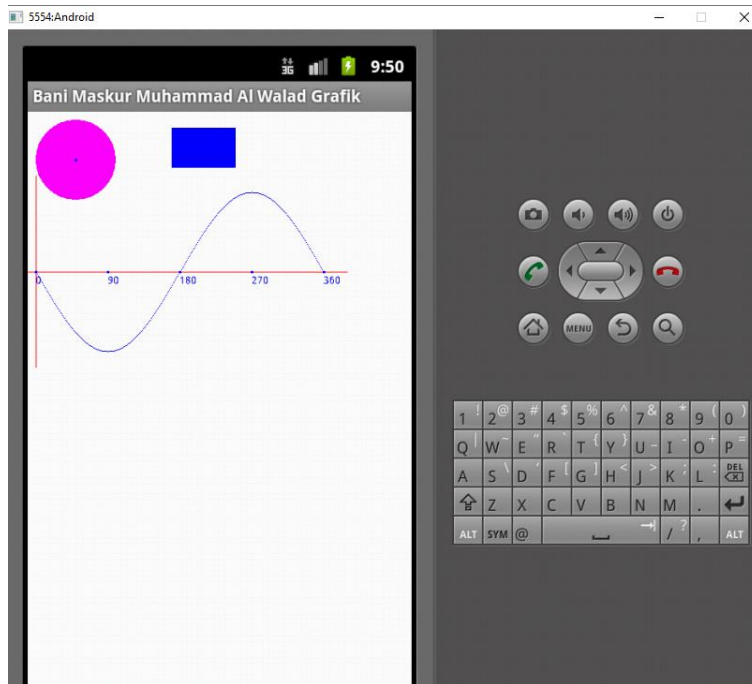 5554:Android
3G 9:50
Bani Maskur Muhammad Al Walad Grafik
0 90 180 270 360
MENU
1 ! 2 @ 3 # 4 $ 5 % 6 ^ 7 & 8 * 9 ( 0 )
Q | W ~ E " R ` T { Y } U _ I - O + P =
A S \ D ' F [ G ] H < J > K ; L : DEL
Z X C V B N M .
ALT SYM @ / ? , ALT